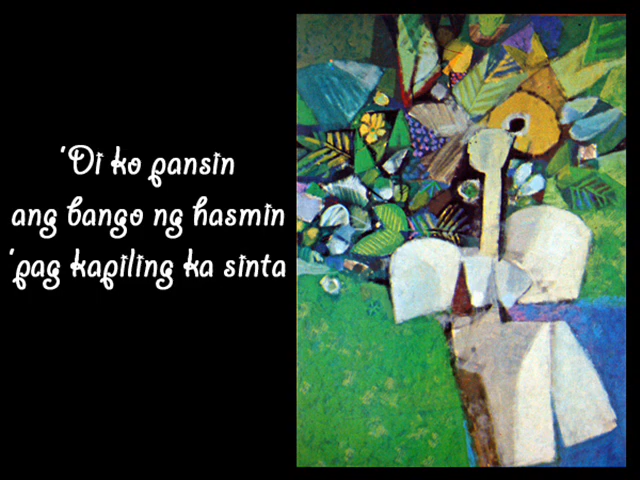 'Di ko pansin
ang bango ng hasmin
'pag kapiling ka sinta